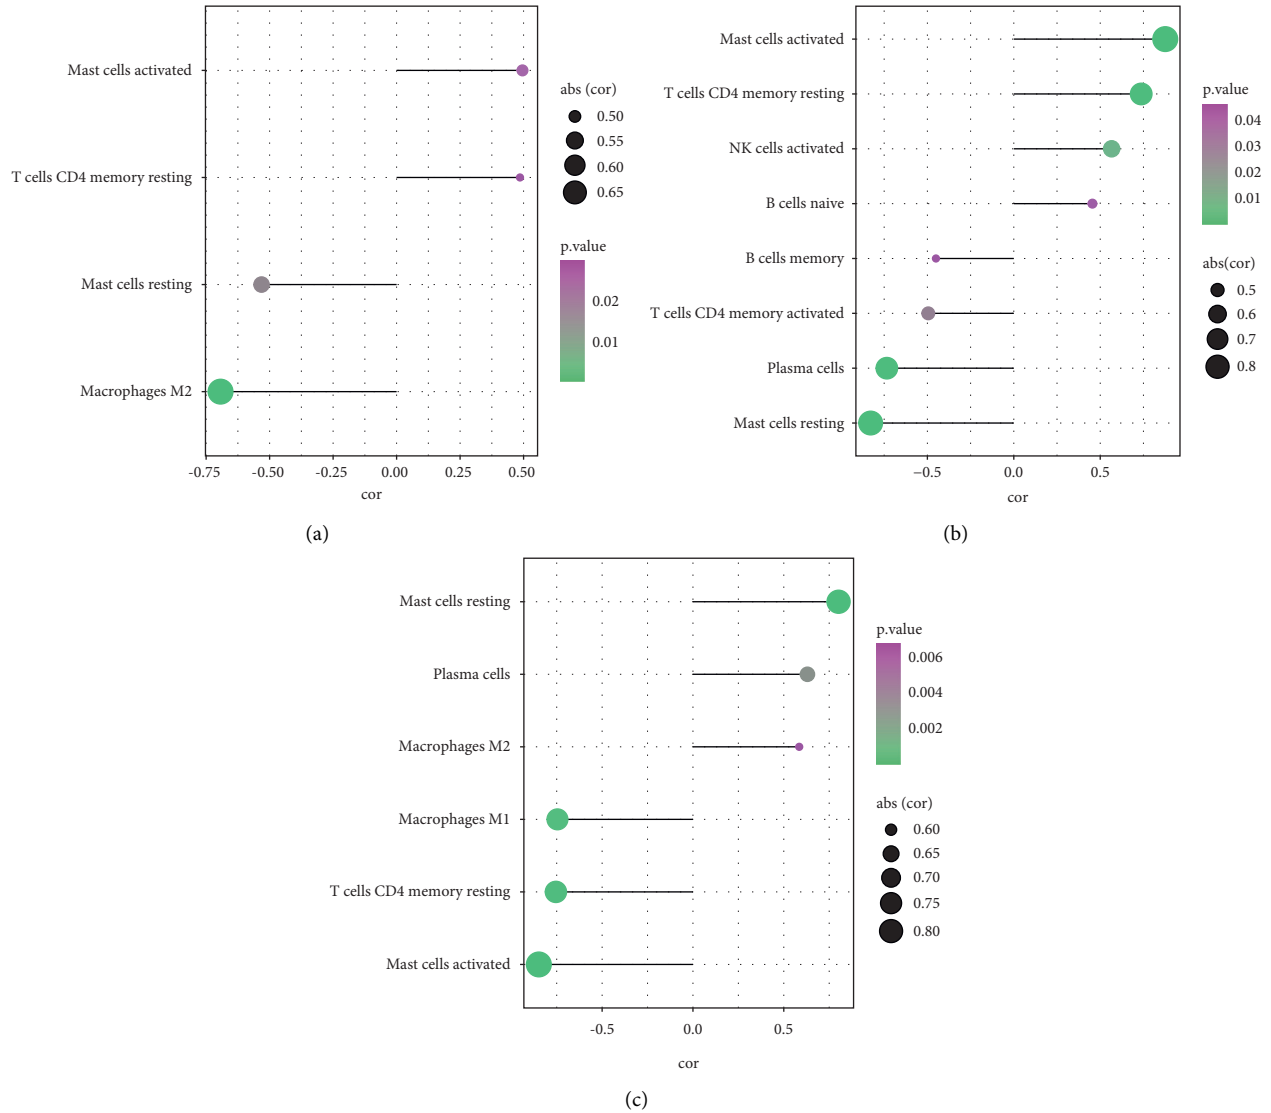 Mast cells activated
T cells CD4 memory resting
Mast cells resting
Macrophages M2
-0.75 -0.50 -0.25 0.00 0.25 0.50
cor
abs (cor)
0.50
0.55
0.60
0.65
p.value
0.02
0.01
(a)
Mast cells activated
T cells CD4 memory resting
NK cells activated
B cells naive
B cells memory
T cells CD4 memory activated
Plasma cells
Mast cells resting
−0.5 0.0 0.5
cor
p.value
0.04
0.03
0.02
0.01
abs(cor)
0.5
0.6
0.7
0.8
(b)
Mast cells resting
Plasma cells
Macrophages M2
Macrophages M1
T cells CD4 memory resting
Mast cells activated
-0.5 0.0 0.5
cor
p.value
0.006
0.004
0.002
abs (cor)
0.60
0.65
0.70
0.75
0.80
(c)